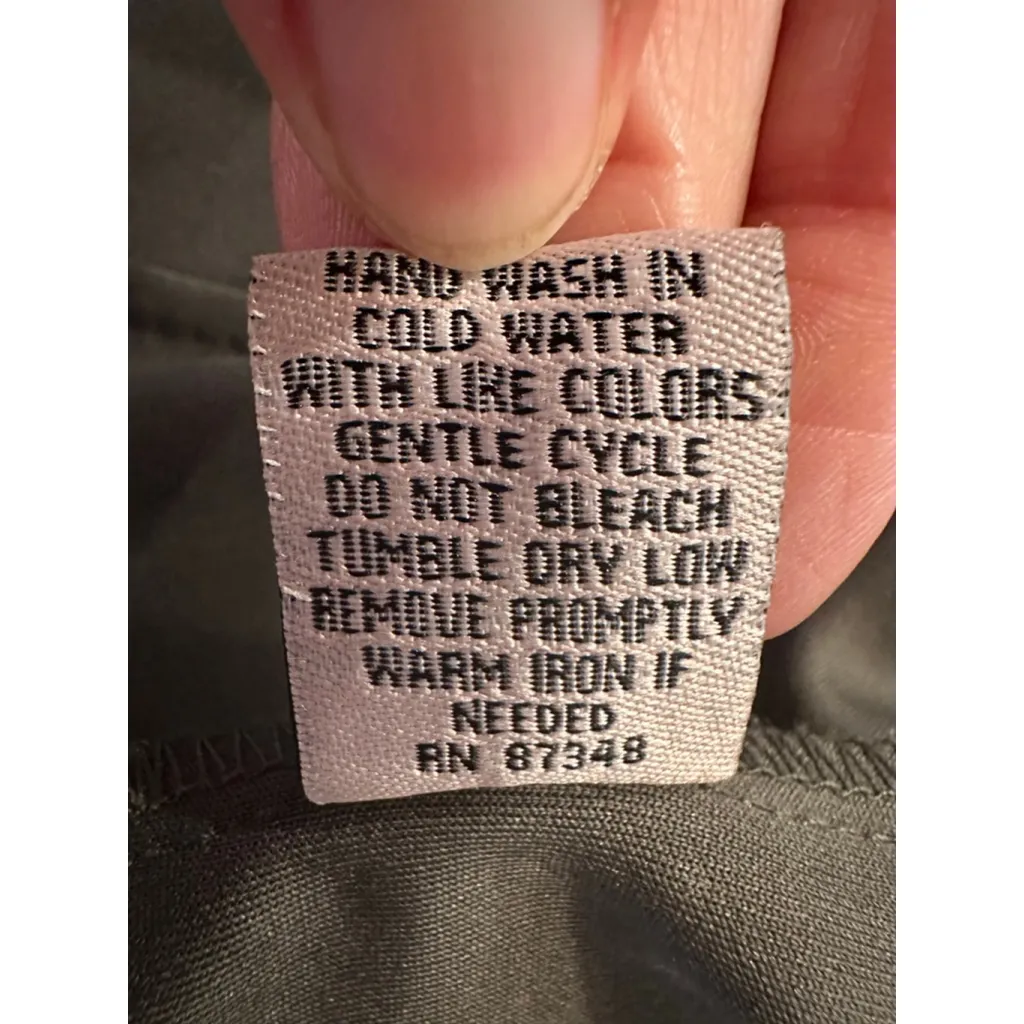 HAND WASH IN
COLD WATER
WITH LIKE COLORS
GENTLE CYCLE
DO NOT BLEACH
TUMBLE DRY LOW
REMOVE PROMPTLY
WARM IRON IF
NEEDED
RN 87348